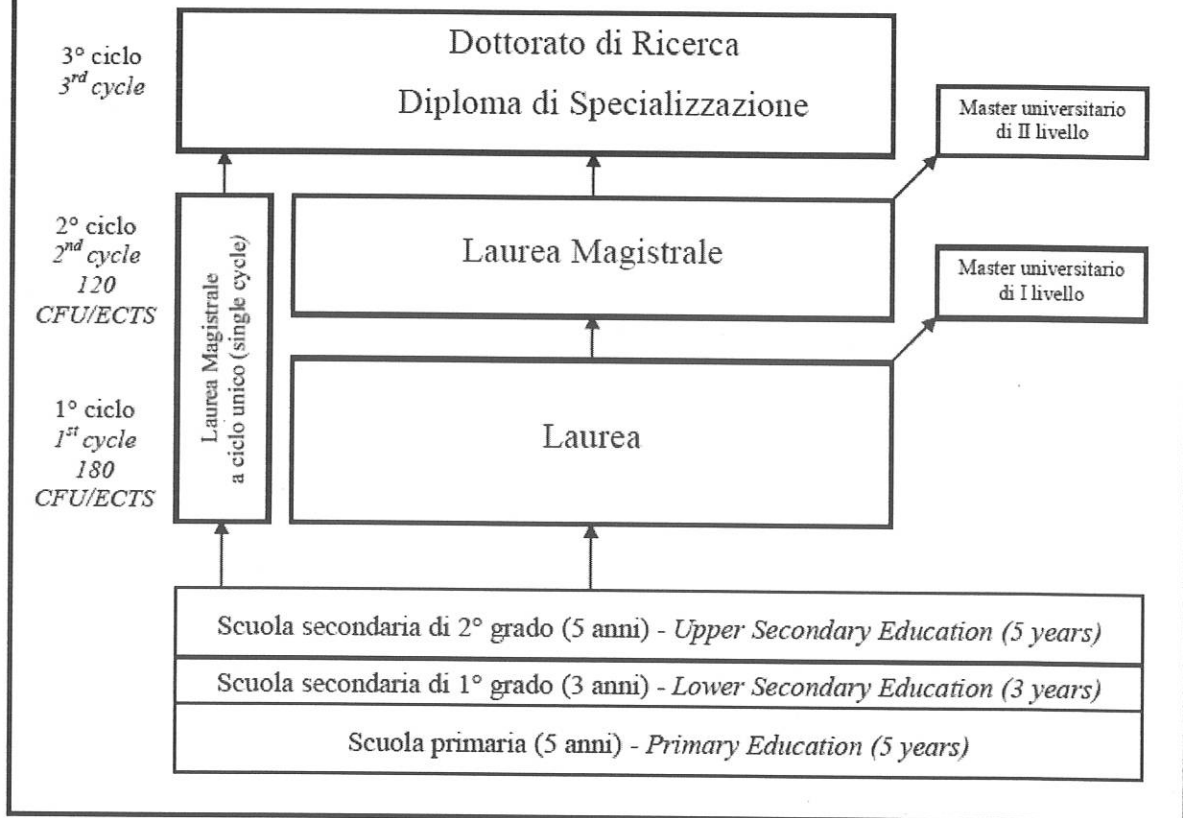 3° ciclo
3rd cycle
Dottorato di Ricerca
Diploma di Specializzazione
Master universitario
di II livello
2° ciclo
2nd cycle
120
CFU/ECTS
Laurea Magistrale
a ciclo unico (single cycle)
Laurea Magistrale
Master universitario
di I livello
1° ciclo
1st cycle
180
CFU/ECTS
Laurea
Scuola secondaria di 2° grado (5 anni) - Upper Secondary Education (5 years)
Scuola secondaria di 1° grado (3 anni) - Lower Secondary Education (3 years)
Scuola primaria (5 anni) - Primary Education (5 years)